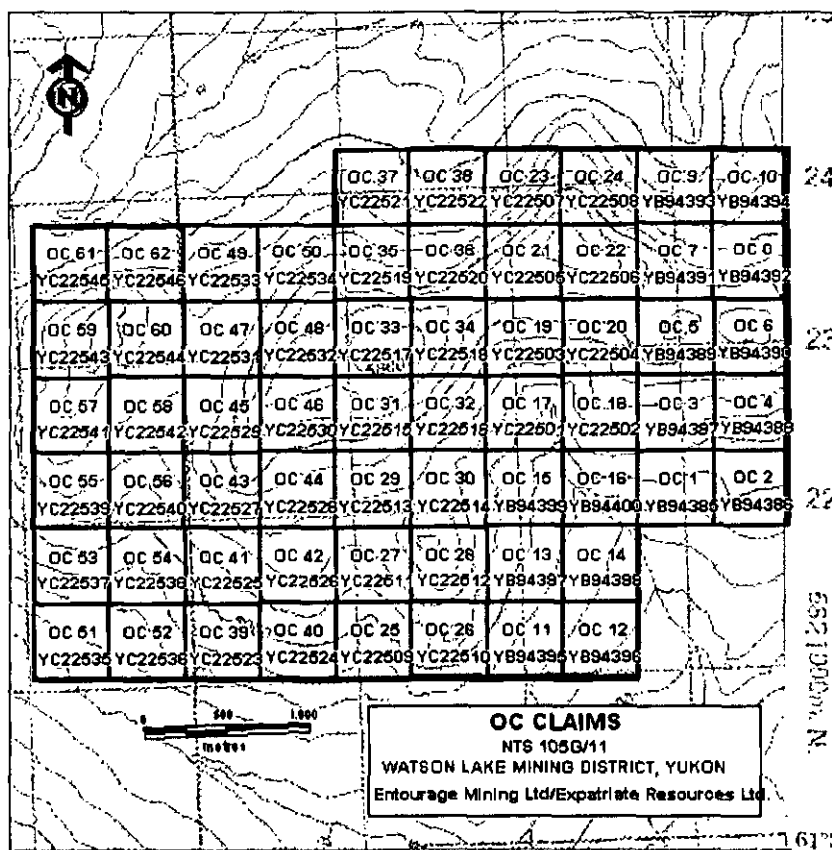 N
OC 37 OC 38 OC 23 OC 24 OC 9 OC 10
YC2252 YC22522 YC22507 YC22508 YB94393 YB94394
24
OC 61 OC 62 OC 49 OC 50 OC 35 OC 36 OC 21 OC 22 OC 7 OC 0
YC22545 YC22546 YC22533 YC22534 YC22519 YC22520 YC22505 YC22506 YB94391 YB94392
OC 59 OC 60 OC 47 OC 48 OC 33 OC 34 OC 19 OC 20 OC 5 OC 6
YC22543 YC22544 YC22531 YC22532 YC22517 YC22518 YC22503 YC22504 YB94389 YB94390
23
OC 57 OC 58 OC 45 OC 46 OC 31 OC 32 OC 17 OC 18 OC 3 OC 4
YC22541 YC22542 YC22529 YC22530 YC22515 YC22516 YC2250 YC22502 YB94387 YB94388
OC 55 OC 56 OC 43 OC 44 OC 29 OC 30 OC 15 OC 16 OC 1 OC 2
YC22539 YC22540 YC22527 YC22528 YC22513 YC22514 YB94399 YB94400 YB94385 YB94386
22
OC 53 OC 54 OC 41 OC 42 OC 27 OC 28 OC 13 OC 14
YC22537 YC22538 YC22525 YC22526 YC22511 YC22512 YB94397 YB94398
OC 51 OC 52 OC 39 OC 40 OC 25 OC 26 OC 11 OC 12
YC22535 YC22536 YC22523 YC22524 YC22509 YC22510 YB94395 YB94396
6821000m N
0 500 1,000
metres
OC CLAIMS
NTS 105G/11
WATSON LAKE MINING DISTRICT, YUKON
Entourage Mining Ltd/Expatriate Resources Ltd.
61°